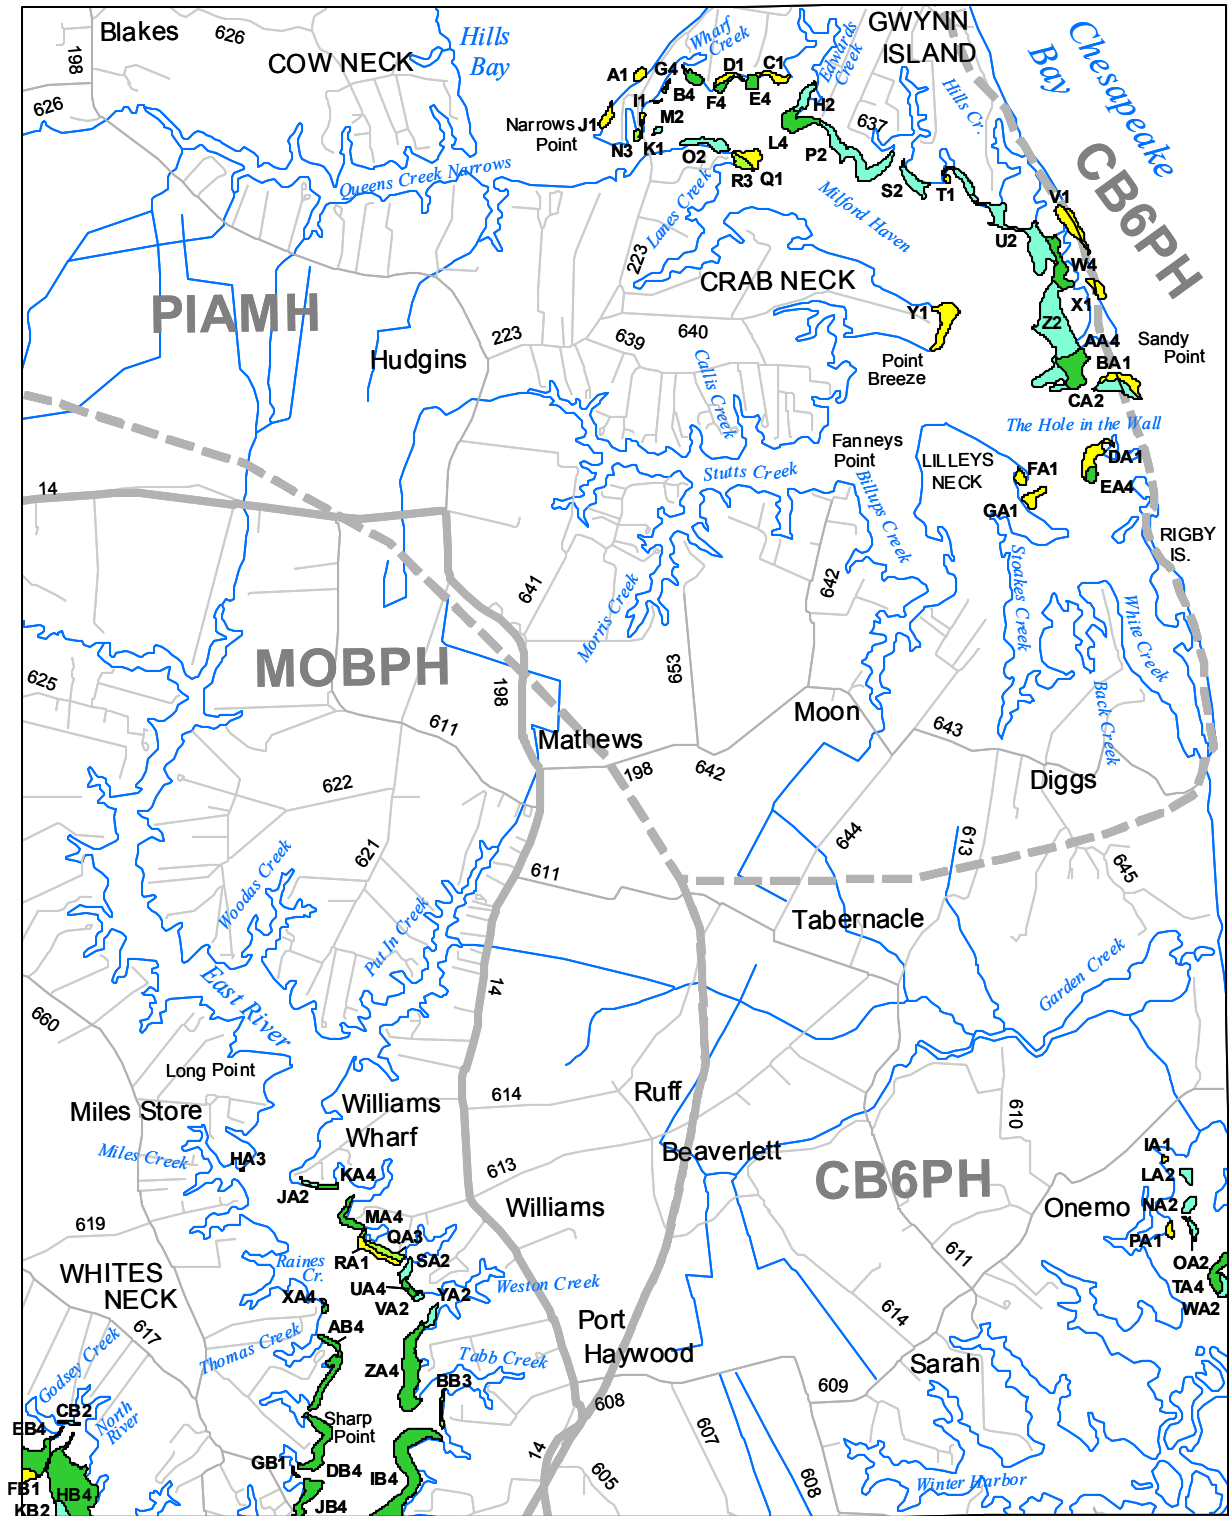 Blakes
626
198
COW NECK
Hills
Bay
Wharf
Creek
Edwards
Creek
GWYNN
ISLAND
Chesapeake
Bay
626
A1
G4
D1
C1
I1
B4
F4
E4
H2
Hills Cr.
Narrows
Point
J1
M2
637
N3
K1
O2
L4
P2
CB6PH
Queens Creek Narrows
R3
Q1
S2
T1
V1
Lanes Creek
Milford Haven
U2
223
W4
CRAB NECK
X1
PIAMH
Y1
Z2
223
639
640
AA4
Sandy
Point
Hudgins
Callis Creek
Point
Breeze
BA1
CA2
The Hole in the Wall
Fanneys
Point
LILLEYS
NECK
DA1
FA1
Stutts Creek
EA4
14
GA1
Billups Creek
RIGBY
IS.
641
Morris Creek
642
Stoakes Creek
White Creek
MOBPH
653
625
198
Back Creek
611
Moon
643
Mathews
198
642
Diggs
622
644
613
621
611
645
Woodas Creek
Tabernacle
Put In Creek
East River
14
Garden Creek
660
Long Point
Ruff
614
610
Miles Store
Williams
Wharf
Miles Creek
HA3
Beaverlett
IA1
613
KA4
CB6PH
LA2
JA2
NA2
Williams
Onemo
MA4
619
QA3
PA1
RA1
SA2
611
OA2
Raines
Cr.
WHITES
NECK
UA4
YA2
Weston Creek
TA4
XA4
VA2
WA2
617
AB4
Port
Haywood
614
Thomas Creek
Godsey Creek
Tabb Creek
Sarah
ZA4
BB3
609
North
River
CB2
608
Sharp
Point
EB4
607
14
GB1
DB4
IB4
605
608
Winter Harbor
FB1
HB4
KB2
JB4